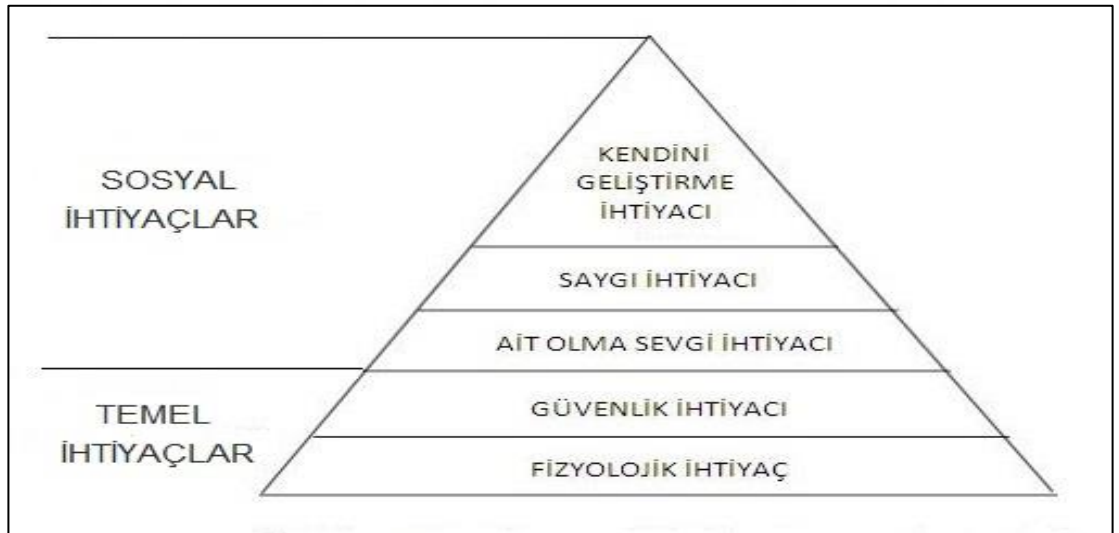 SOSYAL
İHTİYAÇLAR
KENDİNİ
GELİŞTİRME
İHTİYACI
SAYGI İHTİYACI
AİT OLMA SEVGİ İHTİYACI
TEMEL
İHTİYAÇLAR
GÜVENLİK İHTİYACI
FİZYOLOJİK İHTİYAÇ